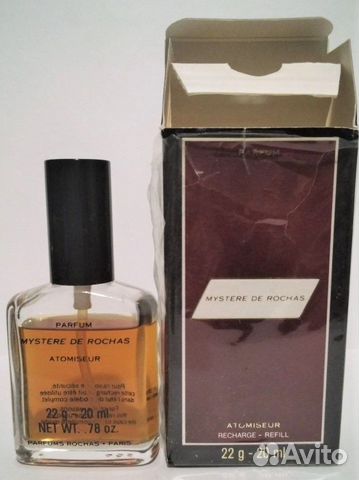 PARFUM
MYSTERE DE ROCHAS
ATOMISEUR
22 g - 20 ml
NET WT. .78 oz.
PARFUMS ROCHAS - PARIS
PARFUM
MYSTERE DE ROCHAS
ATOMISEUR
RECHARGE - REFILL
22 g - 20 ml
Avito